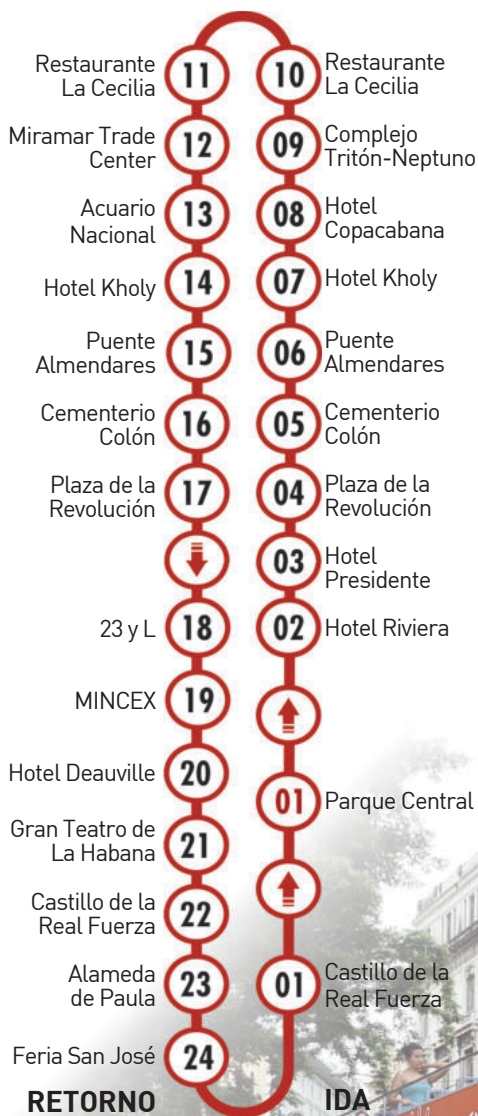 Restaurante
La Cecilia
11
10
Restaurante
La Cecilia
Miramar Trade
Center
12
09
Complejo
Tritón-Neptuno
Acuario
Nacional
13
08
Hotel
Copacabana
Hotel Kholy
14
07
Hotel Kholy
Puente
Almendares
15
06
Puente
Almendares
Cementerio
Colón
16
05
Cementerio
Colón
Plaza de la
Revolución
17
04
Plaza de la
Revolución
03
Hotel
Presidente
23 y L
18
02
Hotel Riviera
MINCEX
19
Hotel Deauville
20
01
Parque Central
Gran Teatro de
La Habana
21
Castillo de la
Real Fuerza
22
Alameda
de Paula
23
01
Castillo de la
Real Fuerza
Feria San José
24
RETORNO
IDA